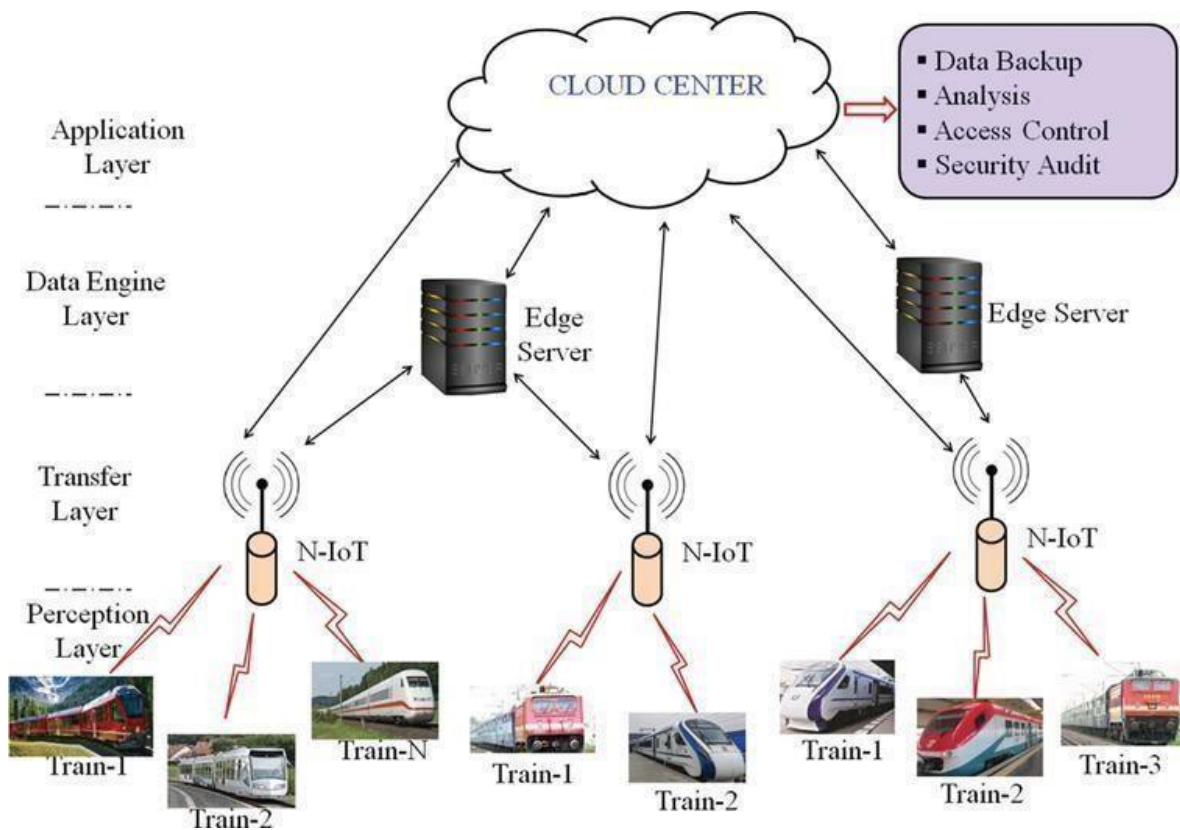 CLOUD CENTER
▪ Data Backup
▪ Analysis
▪ Access Control
▪ Security Audit
Application
Layer
Data Engine
Layer
Edge
Server
Edge Server
Transfer
Layer
N-IoT
N-IoT
N-IoT
Perception
Layer
Train-1
Train-2
Train-N
Train-1
Train-2
Train-1
Train-2
Train-3